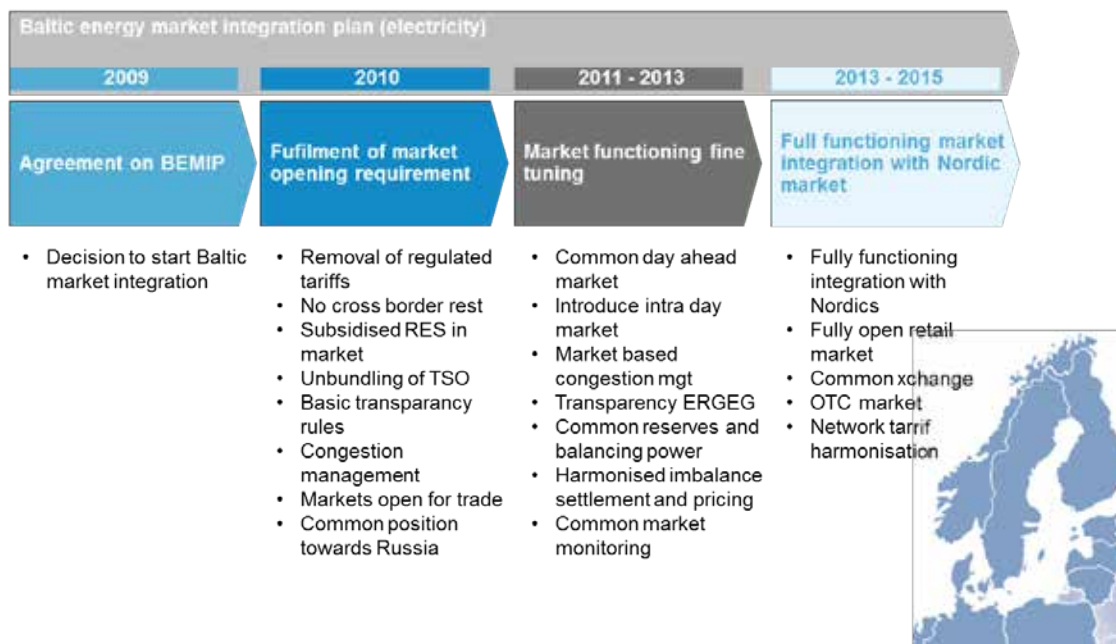 Baltic energy market integration plan (electricity)
2009
2010
2011 - 2013
2013 - 2015
Agreement on BEMIP
Fufilment of market
opening requirement
Market functioning fine
tuning
Full functioning market
integration with Nordic
market
• Decision to start Baltic
market integration
• Removal of regulated
tariffs
• No cross border rest
• Subsidised RES in
market
• Unbundling of TSO
• Basic transparancy
rules
• Congestion
management
• Markets open for trade
• Common position
towards Russia
• Common day ahead
market
• Introduce intra day
market
• Market based
congestion mgt
• Transparency ERGEG
• Common reserves and
balancing power
• Harmonised imbalance
settlement and pricing
• Common market
monitoring
• Fully functioning
integration with
Nordics
• Fully open retail
market
• Common xchange
• OTC market
• Network tarrif
harmonisation